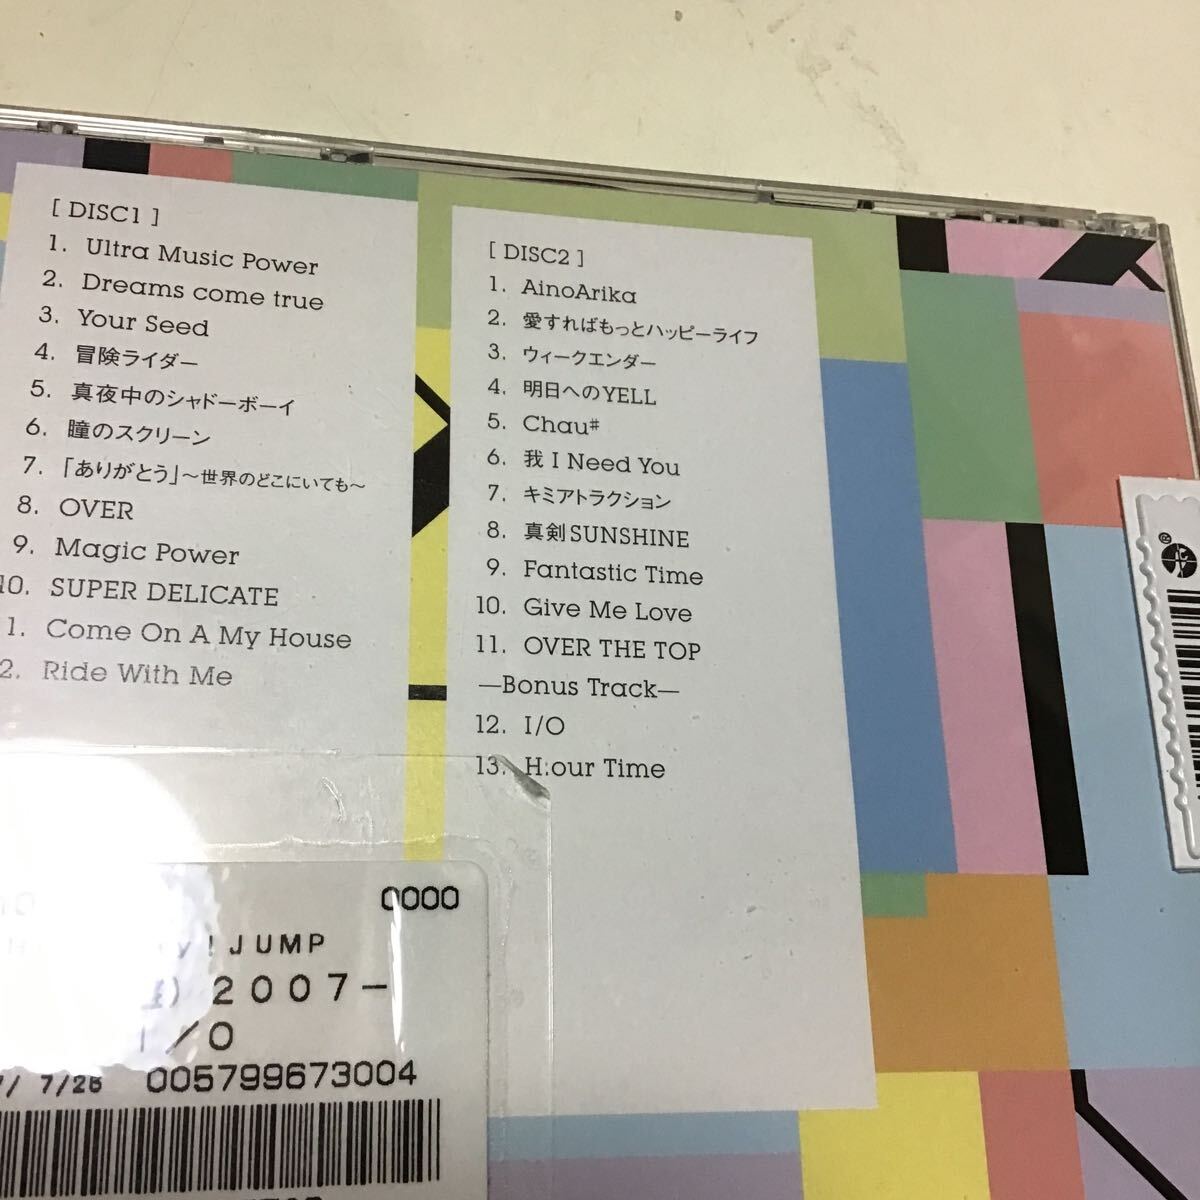 [ DISC1 ]
1. Ultra Music Power
2. Dreams come true
3. Your Seed
4. 冒険ライダー
5. 真夜中のシャドーボーイ
6. 瞳のスクリーン
7. 「ありがとう」〜世界のどこにいても〜
8. OVER
9. Magic Power
10. SUPER DELICATE
1. Come On A My House
2. Ride With Me
[ DISC2 ]
1. AinoArika
2. 愛すればもっとハッピーライフ
3. ウィークエンダー
4. 明日へのYELL
5. Chau#
6. 我 I Need You
7. キミアトラクション
8. 真剣SUNSHINE
9. Fantastic Time
10. Give Me Love
11. OVER THE TOP
—Bonus Track—
12. I/O
13. H.our Time
0000
!JUMP
) 2007-
I/O
7/26 005799673004